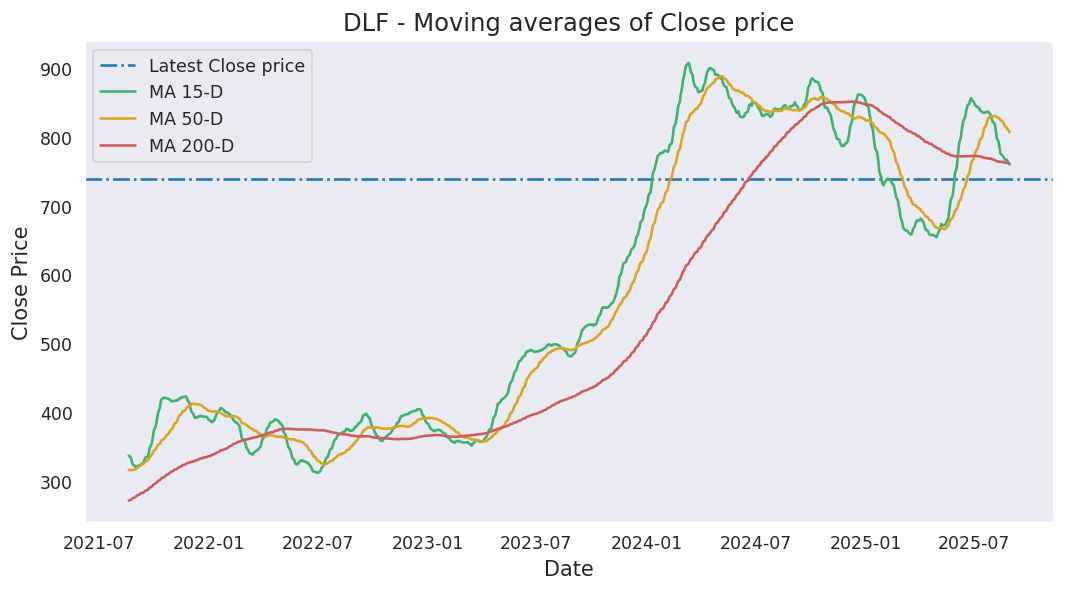 DLF - Moving averages of Close price
Latest Close price
MA 15-D
MA 50-D
MA 200-D
900
800
700
600
500
400
300
Close Price
2021-07 2022-01 2022-07 2023-01 2023-07 2024-01 2024-07 2025-01 2025-07
Date